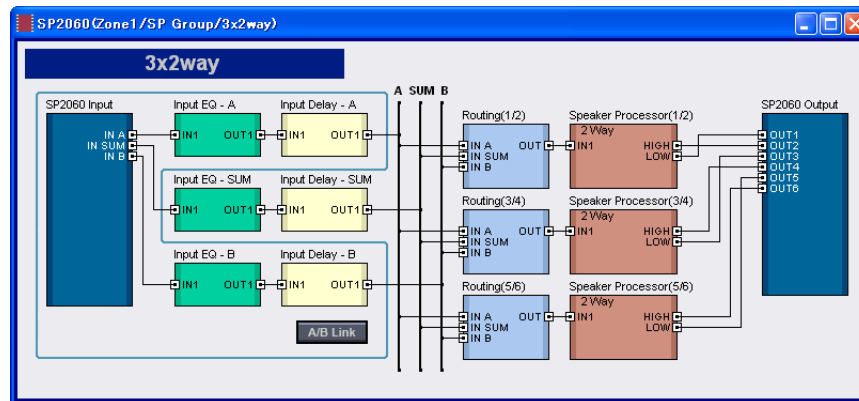 SP2060(Zone1/SP Group/3x2way)
3x2way
A SUM B
SP2060 Input
IN A
IN SUM
IN B
Input EQ - A
IN1 OUT1
Input Delay - A
IN1 OUT1
Input EQ - SUM
IN1 OUT1
Input Delay - SUM
IN1 OUT1
Input EQ - B
IN1 OUT1
Input Delay - B
IN1 OUT1
A/B Link
Routing(1/2)
IN A OUT
IN SUM
IN B
Speaker Processor(1/2)
2 Way
IN1 HIGH
LOW
Routing(3/4)
IN A OUT
IN SUM
IN B
Speaker Processor(3/4)
2 Way
IN1 HIGH
LOW
Routing(5/6)
IN A OUT
IN SUM
IN B
Speaker Processor(5/6)
2 Way
IN1 HIGH
LOW
SP2060 Output
OUT1
OUT2
OUT3
OUT4
OUT5
OUT6